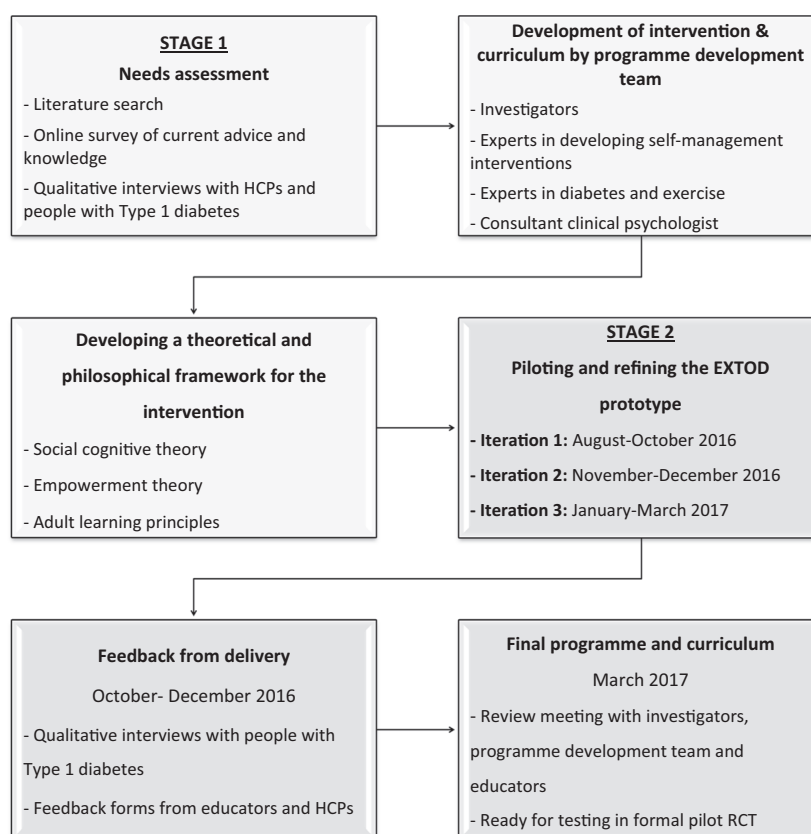 STAGE 1
Needs assessment
- Literature search
- Online survey of current advice and
knowledge
- Qualitative interviews with HCPs and
people with Type 1 diabetes
Development of intervention &
curriculum by programme development
team
- Investigators
- Experts in developing self-management
interventions
- Experts in diabetes and exercise
- Consultant clinical psychologist
Developing a theoretical and
philosophical framework for the
intervention
- Social cognitive theory
- Empowerment theory
- Adult learning principles
STAGE 2
Piloting and refining the EXTOD
prototype
- Iteration 1: August-October 2016
- Iteration 2: November-December 2016
- Iteration 3: January-March 2017
Feedback from delivery
October- December 2016
- Qualitative interviews with people with
Type 1 diabetes
- Feedback forms from educators and HCPs
Final programme and curriculum
March 2017
- Review meeting with investigators,
programme development team and
educators
- Ready for testing in formal pilot RCT